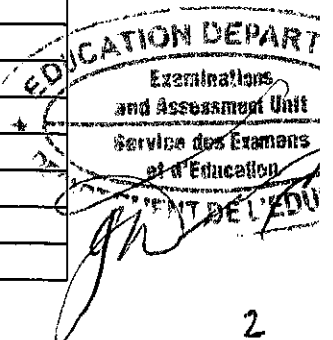 EDUCATION DEPART
Examinations
and Assessment Unit
Service des Examens
et d'Education
DE L'EDU
2